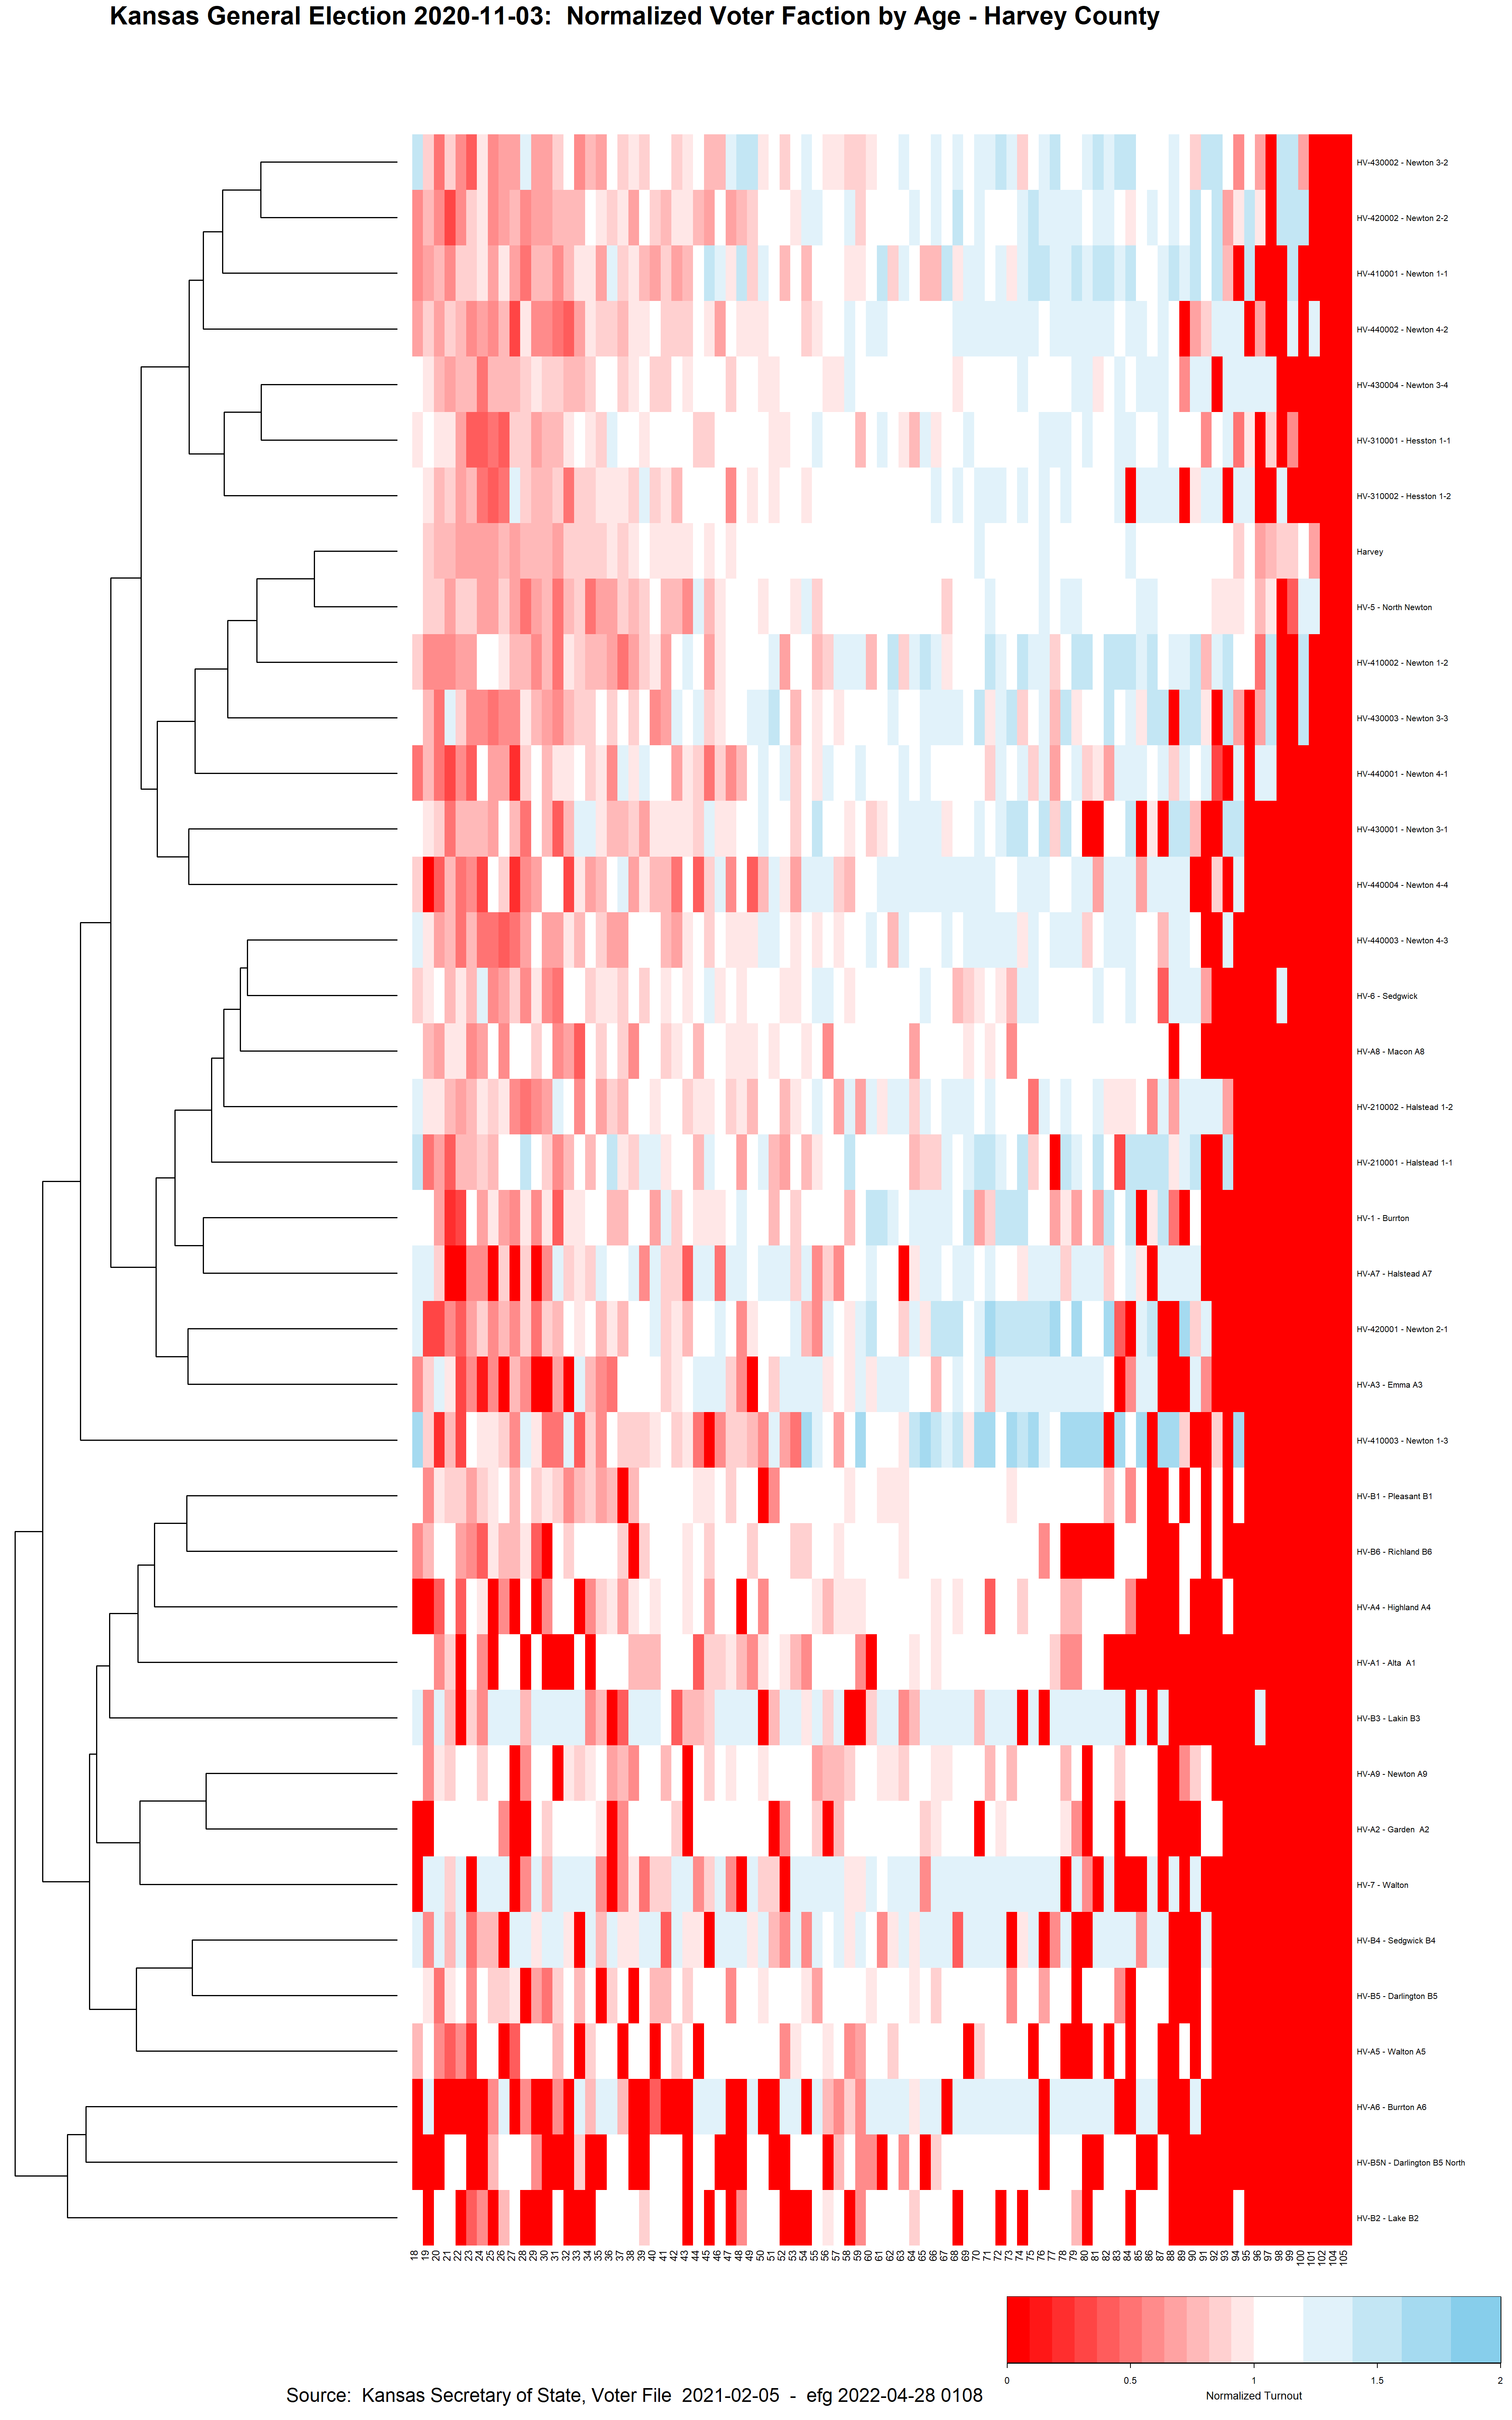 Kansas General Election 2020-11-03:  Normalized Voter Faction by Age - Harvey County
HV-430002 - Newton 3-2
HV-420002 - Newton 2-2
HV-410001 - Newton 1-1
HV-440002 - Newton 4-2
HV-430004 - Newton 3-4
HV-310001 - Hesston 1-1
HV-310002 - Hesston 1-2
Harvey
HV-5 - North Newton
HV-410002 - Newton 1-2
HV-430003 - Newton 3-3
HV-440001 - Newton 4-1
HV-430001 - Newton 3-1
HV-440004 - Newton 4-4
HV-440003 - Newton 4-3
HV-6 - Sedgwick
HV-A8 - Macon A8
HV-210002 - Halstead 1-2
HV-210001 - Halstead 1-1
HV-1 - Burrton
HV-A7 - Halstead A7
HV-420001 - Newton 2-1
HV-A3 - Emma A3
HV-410003 - Newton 1-3
HV-B1 - Pleasant B1
HV-B6 - Richland B6
HV-A4 - Highland A4
HV-A1 - Alta  A1
HV-B3 - Lakin B3
HV-A9 - Newton A9
HV-A2 - Garden  A2
HV-7 - Walton
HV-B4 - Sedgwick B4
HV-B5 - Darlington B5
HV-A5 - Walton A5
HV-A6 - Burrton A6
HV-B5N - Darlington B5 North
HV-B2 - Lake B2
18 19 20 21 22 23 24 25 26 27 28 29 30 31 32 33 34 35 36 37 38 39 40 41 42 43 44 45 46 47 48 49 50 51 52 53 54 55 56 57 58 59 60 61 62 63 64 65 66 67 68 69 70 71 72 73 74 75 76 77 78 79 80 81 82 83 84 85 86 87 88 89 90 91 92 93 94 95 96 97 98 99 100 101 102 104 105
0 0.5 1 1.5 2
Normalized Turnout
Source:  Kansas Secretary of State, Voter File  2021-02-05  -  efg 2022-04-28 0108